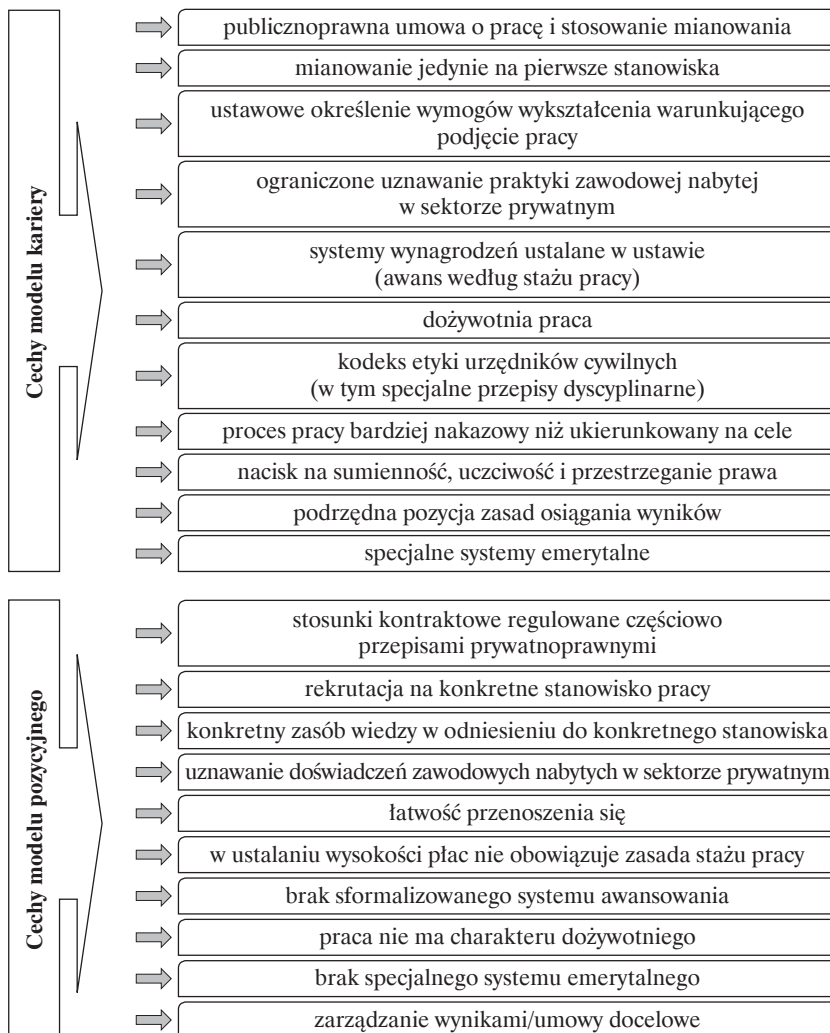 Cechy modelu kariery
publicznoprawna umowa o pracę i stosowanie mianowania
mianowanie jedynie na pierwsze stanowiska
ustawowe określenie wymogów wykształcenia warunkującego
podjęcie pracy
ograniczone uznawanie praktyki zawodowej nabytej
w sektorze prywatnym
systemy wynagrodzeń ustalane w ustawie
(awans według stażu pracy)
dożywotnia praca
kodeks etyki urzędników cywilnych
(w tym specjalne przepisy dyscyplinarne)
proces pracy bardziej nakazowy niż ukierunkowany na cele
nacisk na sumienność, uczciwość i przestrzeganie prawa
podrzędna pozycja zasad osiągania wyników
specjalne systemy emerytalne
Cechy modelu pozycyjnego
stosunki kontraktowe regulowane częściowo
przepisami prywatnoprawnymi
rekrutacja na konkretne stanowisko pracy
konkretny zasób wiedzy w odniesieniu do konkretnego stanowiska
uznawanie doświadczeń zawodowych nabytych w sektorze prywatnym
łatwość przenoszenia się
w ustalaniu wysokości płac nie obowiązuje zasada stażu pracy
brak sformalizowanego systemu awansowania
praca nie ma charakteru dożywotniego
brak specjalnego systemu emerytalnego
zarządzanie wynikami/umowy docelowe